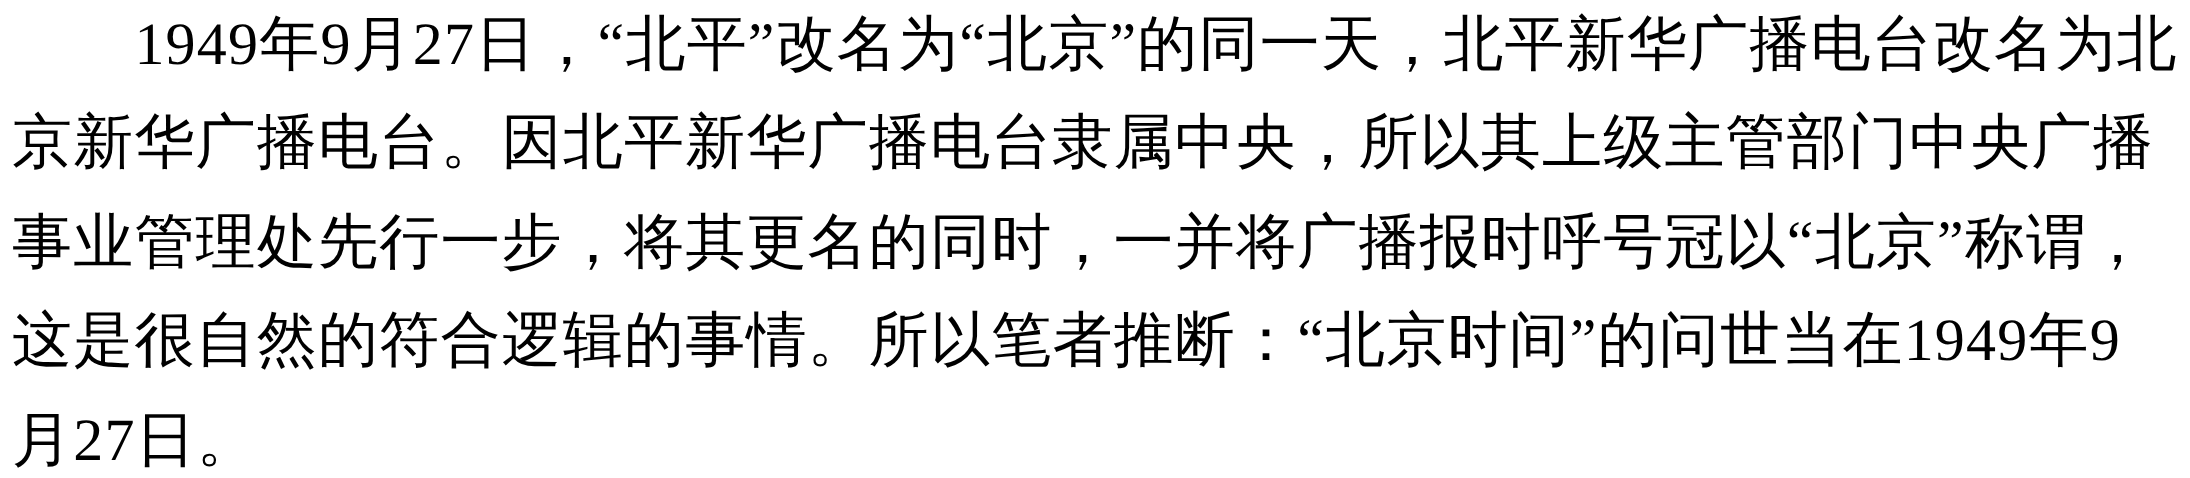 1949年9月27日，“北平”改名为“北京”的同一天，北平新华广播电台改名为北
京新华广播电台。因北平新华广播电台隶属中央，所以其上级主管部门中央广播
事业管理处先行一步，将其更名的同时，一并将广播报时呼号冠以“北京”称谓，
这是很自然的符合逻辑的事情。所以笔者推断：“北京时间”的问世当在1949年9
月27日。